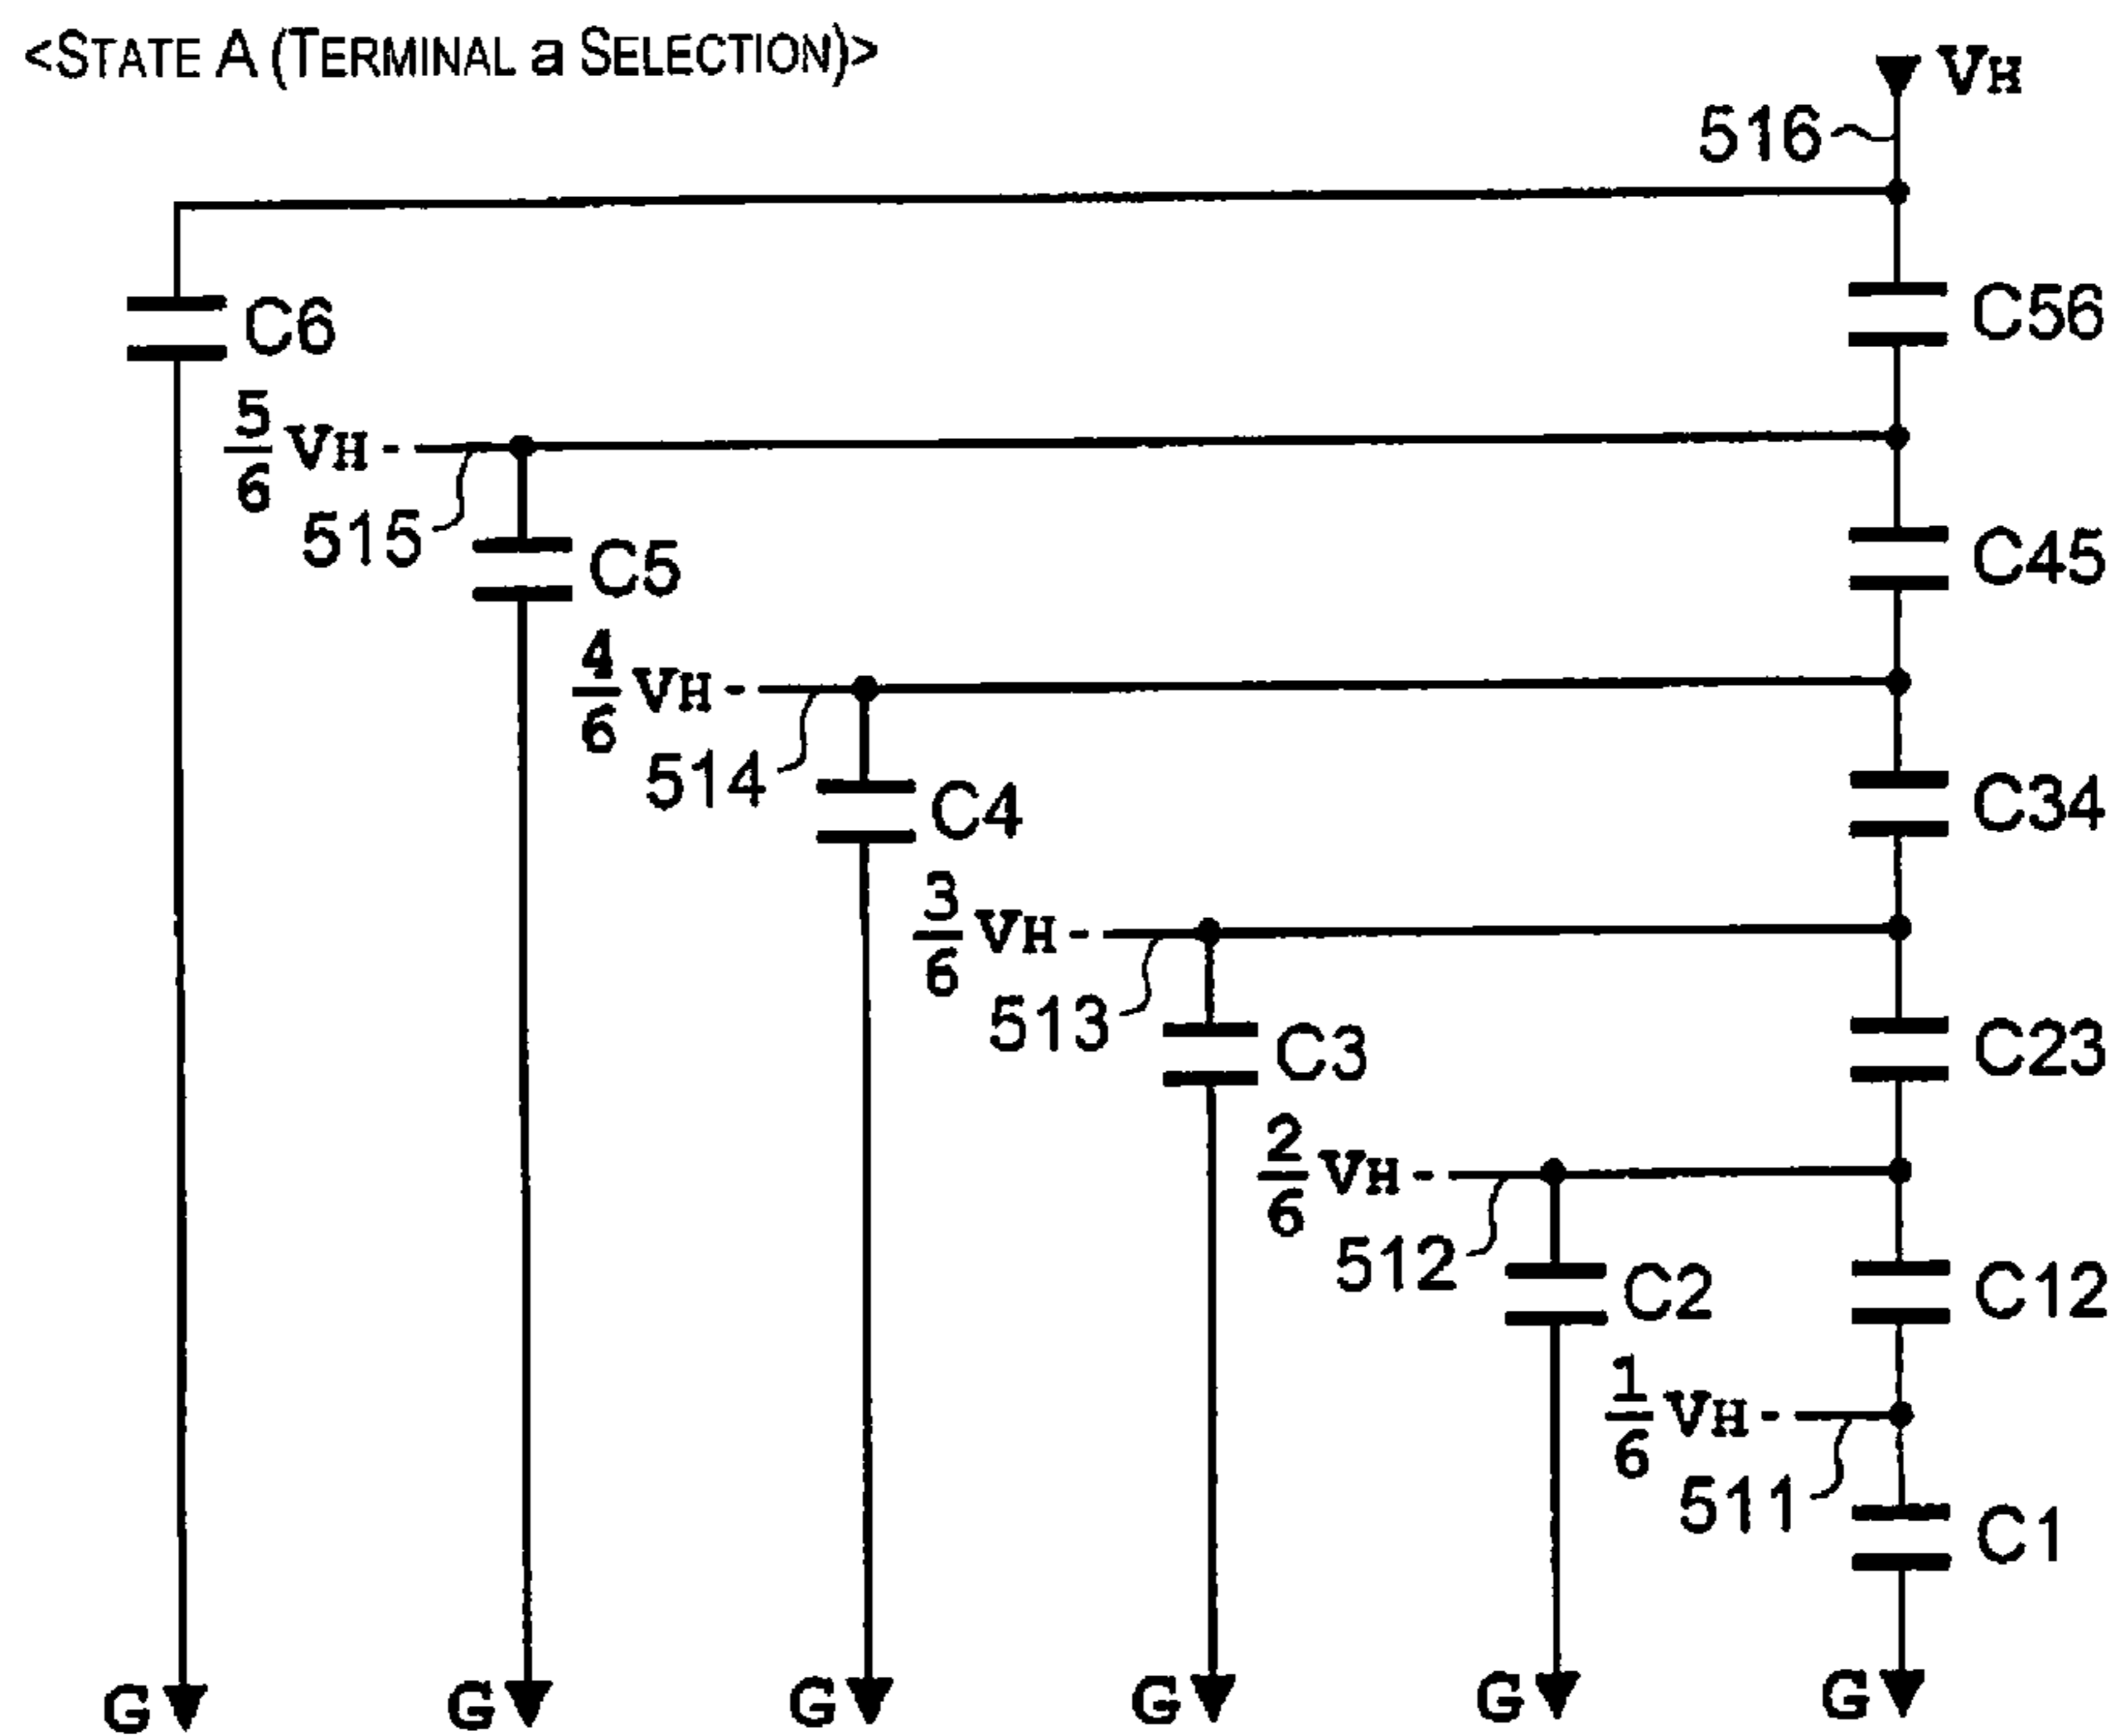 <STATE A (TERMINAL a SELECTION)>
VH
516
C6
C56
5/6 VH
515
C5
C45
4/6 VH
514
C4
C34
3/6 VH
513
C3
C23
2/6 VH
512
C2
C12
1/6 VH
511
C1
G G G G G G